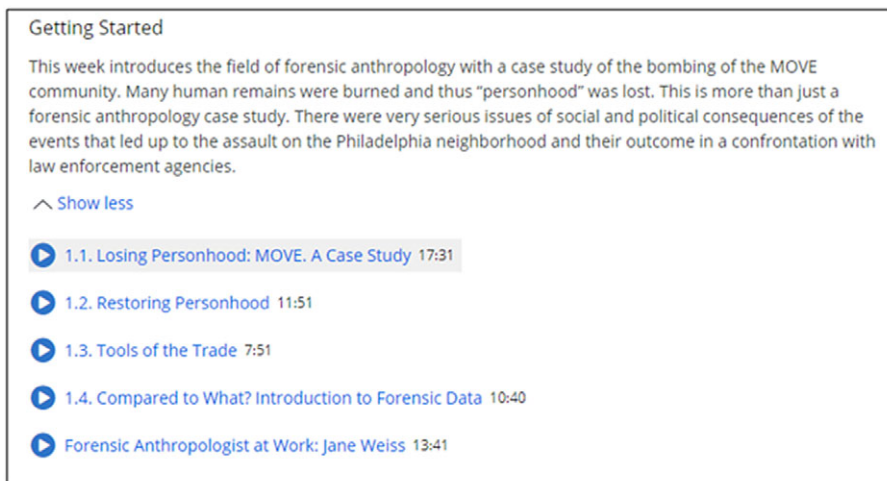 Getting Started
This week introduces the field of forensic anthropology with a case study of the bombing of the MOVE
community. Many human remains were burned and thus “personhood” was lost. This is more than just a
forensic anthropology case study. There were very serious issues of social and political consequences of the
events that led up to the assault on the Philadelphia neighborhood and their outcome in a confrontation with
law enforcement agencies.
Show less
1.1. Losing Personhood: MOVE. A Case Study 17:31
1.2. Restoring Personhood 11:51
1.3. Tools of the Trade 7:51
1.4. Compared to What? Introduction to Forensic Data 10:40
Forensic Anthropologist at Work: Jane Weiss 13:41